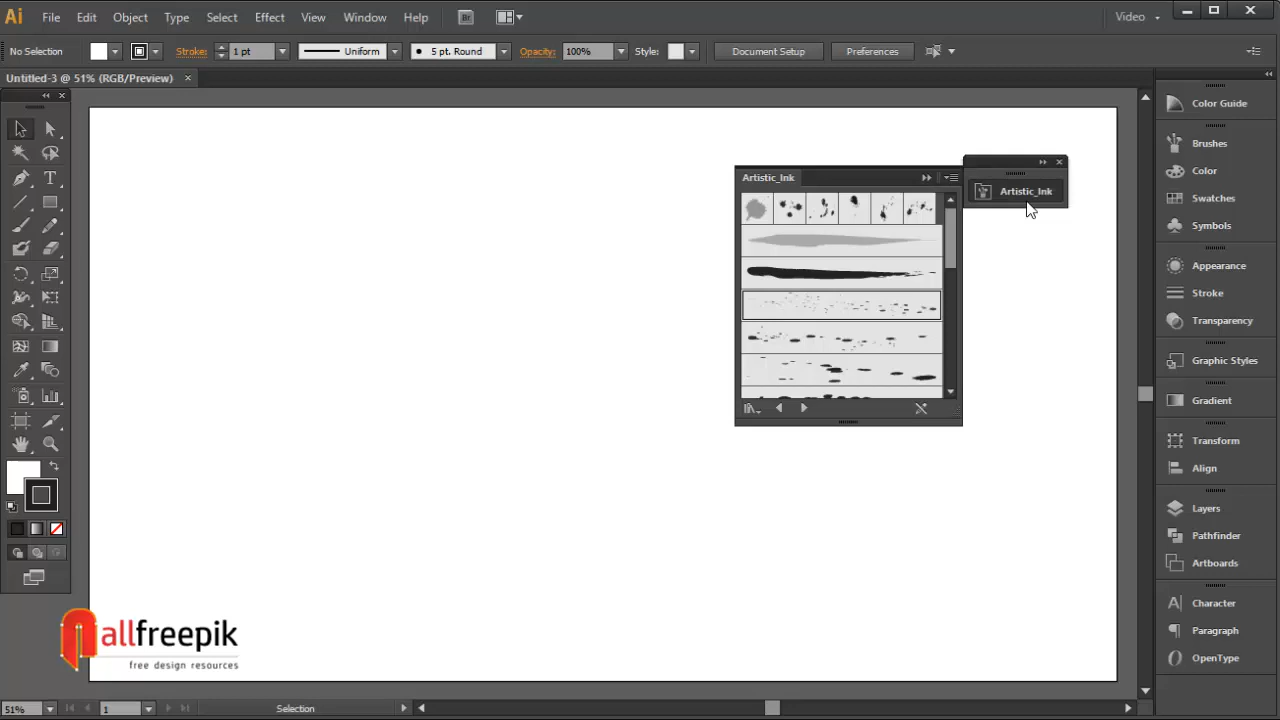 Ai File Edit Object Type Select Effect View Window Help Br Video
No Selection Stroke: 1 pt Uniform 5 pt. Round Opacity: 100% Style: Document Setup Preferences
Untitled-3 @ 51% (RGB/Preview)
Color Guide
Brushes
Color
Swatches
Symbols
Appearance
Stroke
Transparency
Graphic Styles
Gradient
Transform
Align
Layers
Pathfinder
Artboards
Character
Paragraph
OpenType
Artistic_Ink
Artistic_Ink
allfreepik
free design resources
51% 1 Selection